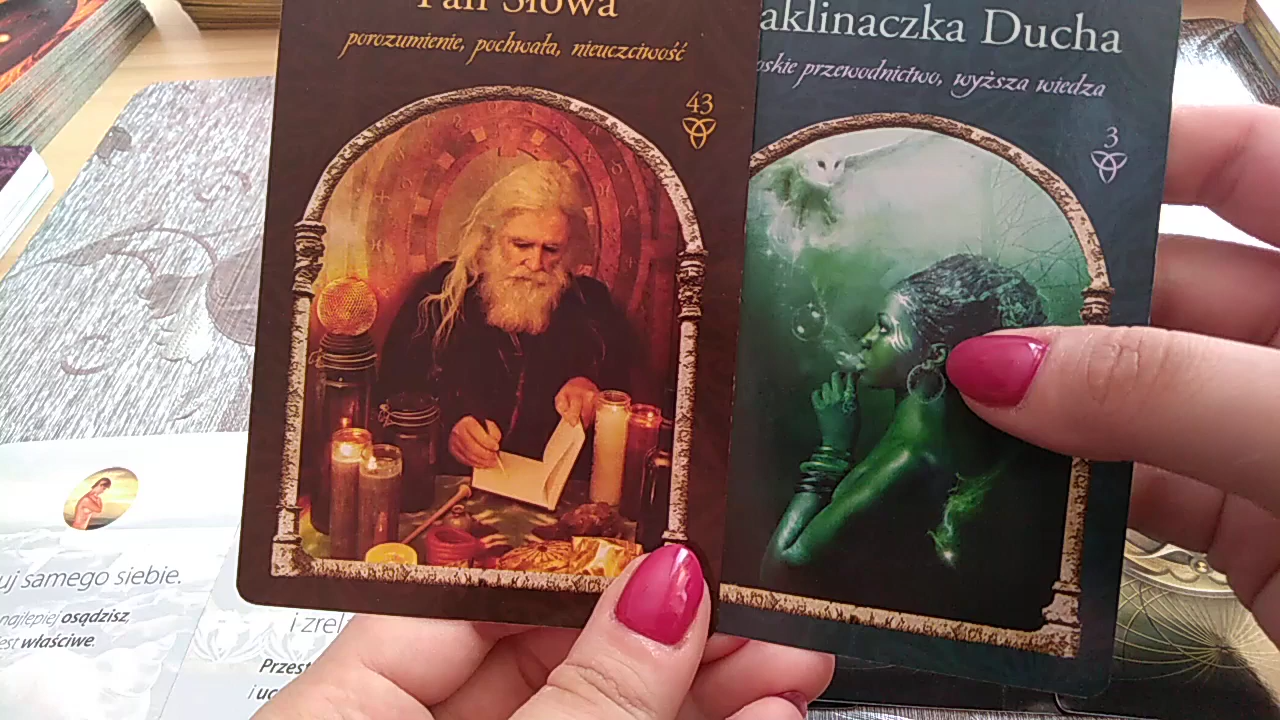 Pan Słowa
porozumienie, pochwała, nieuczciwość
43
aklinaczka Ducha
oskie przewodnictwo, wyższa wiedza
3
uj samego siebie.
najlepiej osądzisz,
est właściwe.
i zrel
Przest
i uc